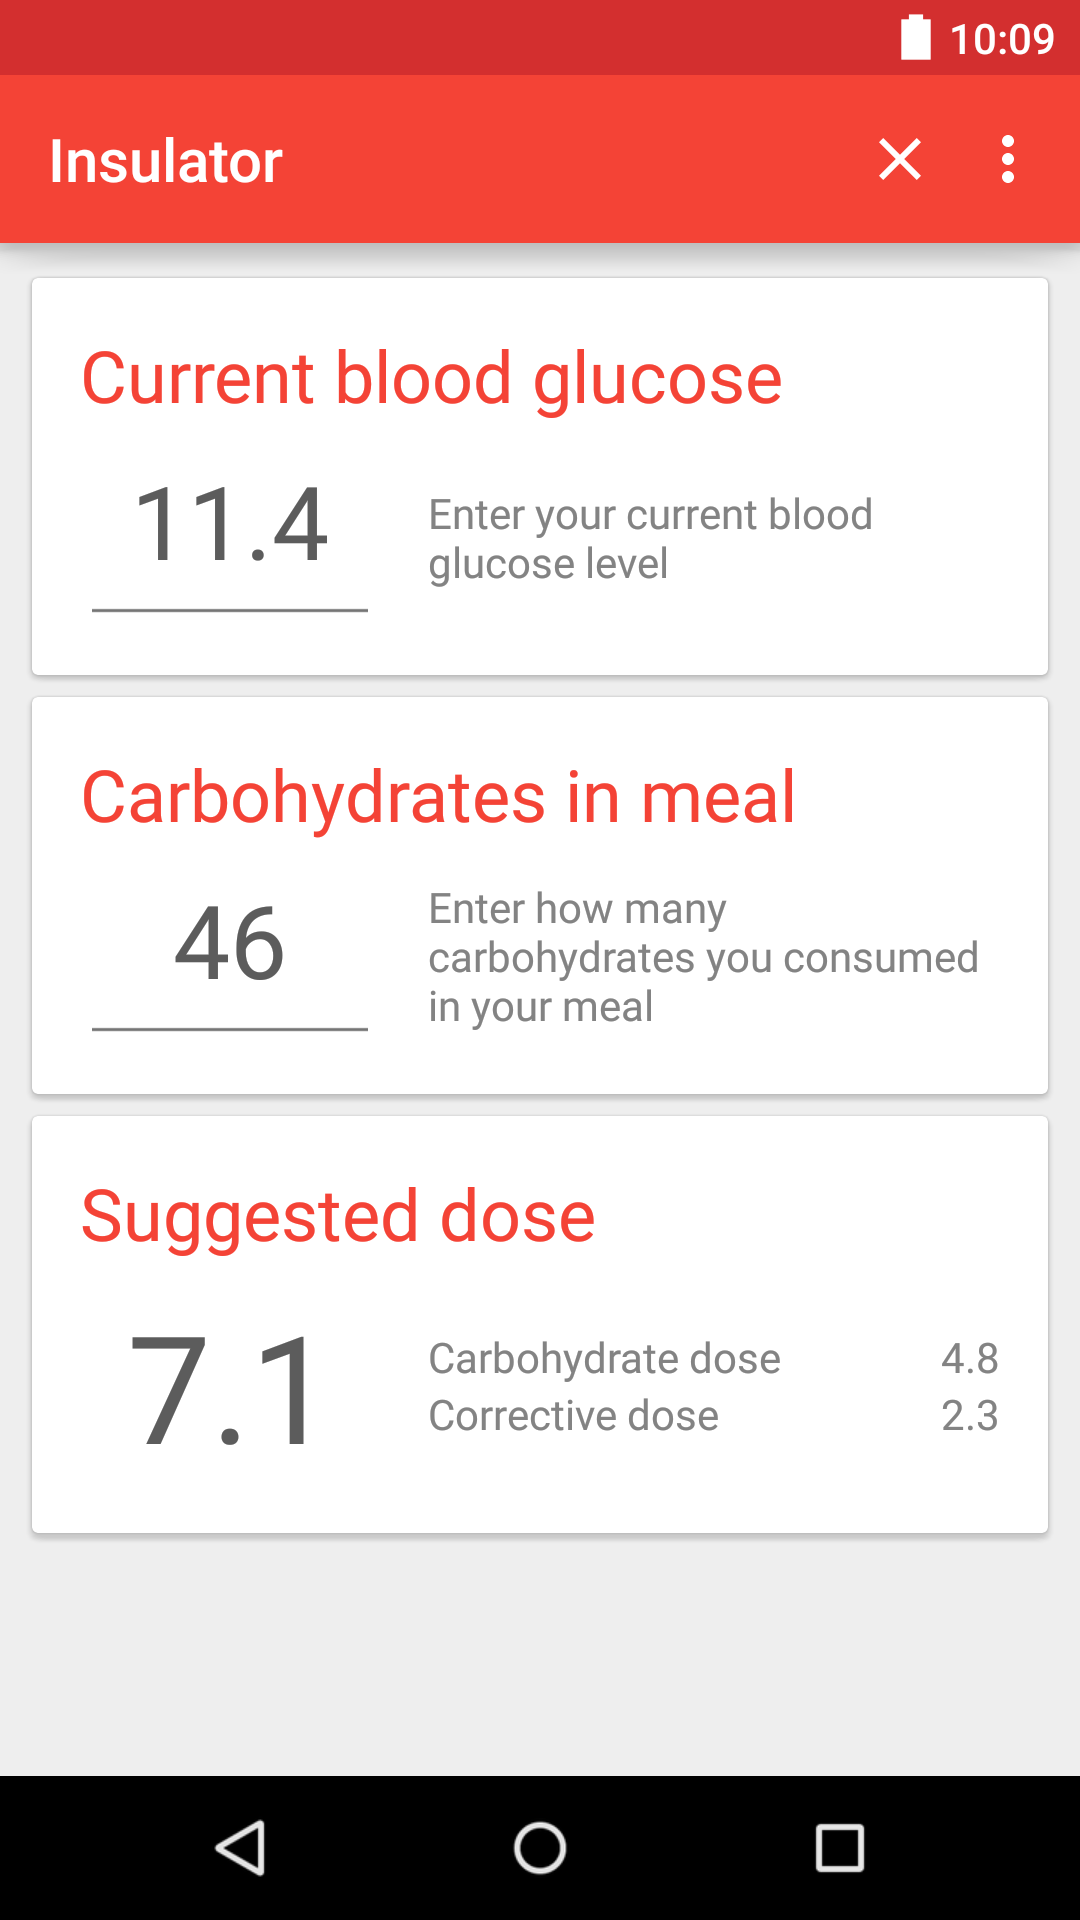 10:09
Insulator
Current blood glucose
11.4
Enter your current blood
glucose level
Carbohydrates in meal
46
Enter how many
carbohydrates you consumed
in your meal
Suggested dose
7.1
Carbohydrate dose 4.8
Corrective dose 2.3